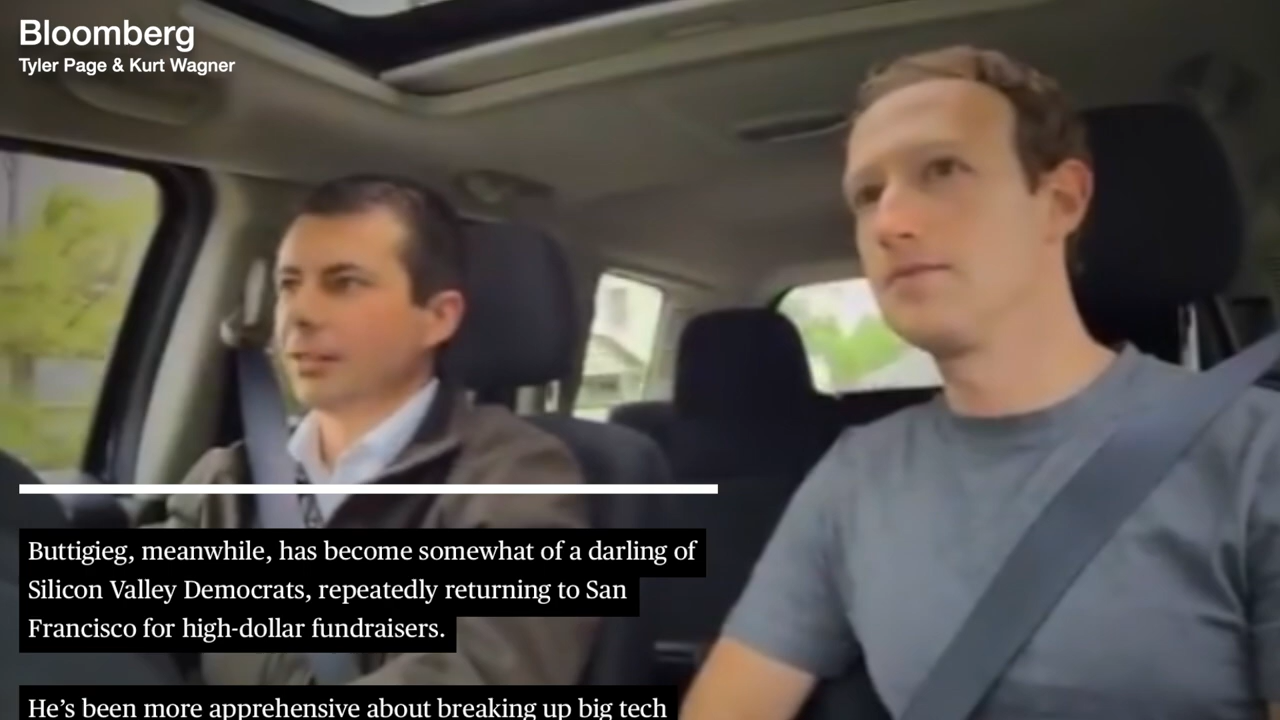 Bloomberg
Tyler Page & Kurt Wagner
Buttigieg, meanwhile, has become somewhat of a darling of
Silicon Valley Democrats, repeatedly returning to San
Francisco for high-dollar fundraisers.
He’s been more apprehensive about breaking up big tech